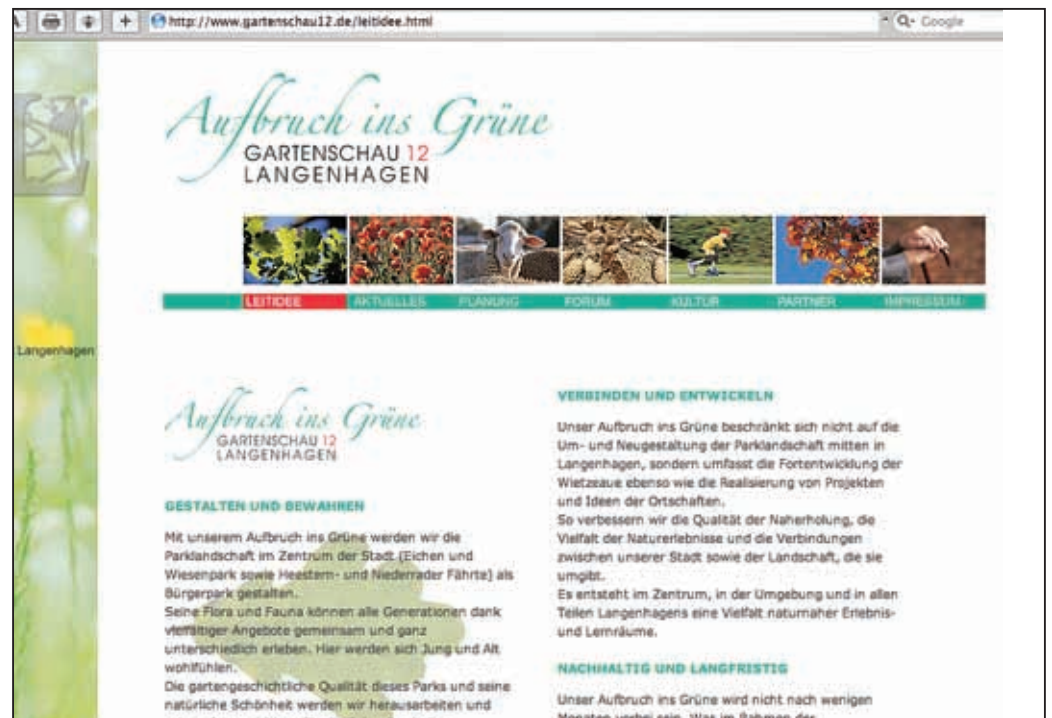 http://www.gartenschau12.de/leitidee.html
Google
Aufbruch ins Grüne
GARTENSCHAU 12
LANGENHAGEN
LEITIDEE AKTUELLES PLANUNG FORUM KULTUR PARTNER IMPRESSUM
Langenhagen
Aufbruch ins Grüne
GARTENSCHAU 12
LANGENHAGEN
GESTALTEN UND BEWAHREN
Mit unserem Aufbruch ins Grüne werden wir die
Parklandschaft im Zentrum der Stadt (Eichen und
Wiesenpark sowie Heestern- und Niederrader Fährte) als
Bürgerpark gestalten.
Seine Flora und Fauna können alle Generationen dank
vielfältiger Angebote gemeinsam und ganz
unterschiedlich erleben. Hier werden sich Jung und Alt
wohlfühlen.
Die gartengeschichtliche Qualität dieses Parks und seine
natürliche Schönheit werden wir herausarbeiten und
VERBINDEN UND ENTWICKELN
Unser Aufbruch ins Grüne beschränkt sich nicht auf die
Um- und Neugestaltung der Parklandschaft mitten in
Langenhagen, sondern umfasst die Fortentwicklung der
Wietzeaue ebenso wie die Realisierung von Projekten
und Ideen der Ortschaften.
So verbessern wir die Qualität der Naherholung, die
Vielfalt der Naturerlebnisse und die Verbindungen
zwischen unserer Stadt sowie der Landschaft, die sie
umgibt.
Es entsteht im Zentrum, in der Umgebung und in allen
Teilen Langenhagens eine Vielfalt naturnaher Erlebnis-
und Lernräume.
NACHHALTIG UND LANGFRISTIG
Unser Aufbruch ins Grüne wird nicht nach wenigen
Monaten vorbei sein. Was im Rahmen der